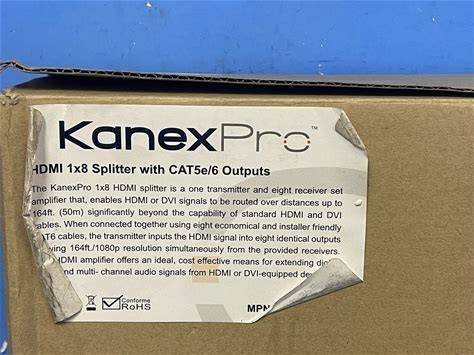 KanexPro™
HDMI 1x8 Splitter with CAT5e/6 Outputs
The KanexPro 1x8 HDMI splitter is a one transmitter and eight receiver set
amplifier that, enables HDMI or DVI signals to be routed over distances up to
164ft. (50m) significantly beyond the capability of standard HDMI and DVI
cables. When connected together using eight economical and installer friendly
AT6 cables, the transmitter inputs the HDMI signal into eight identical outputs
ying 164ft./1080p resolution simultaneously from the provided receivers.
HDMI amplifier offers an ideal, cost effective means for extending digi
and multi- channel audio signals from HDMI or DVI-equipped dev
Conforme
RoHS
MPN